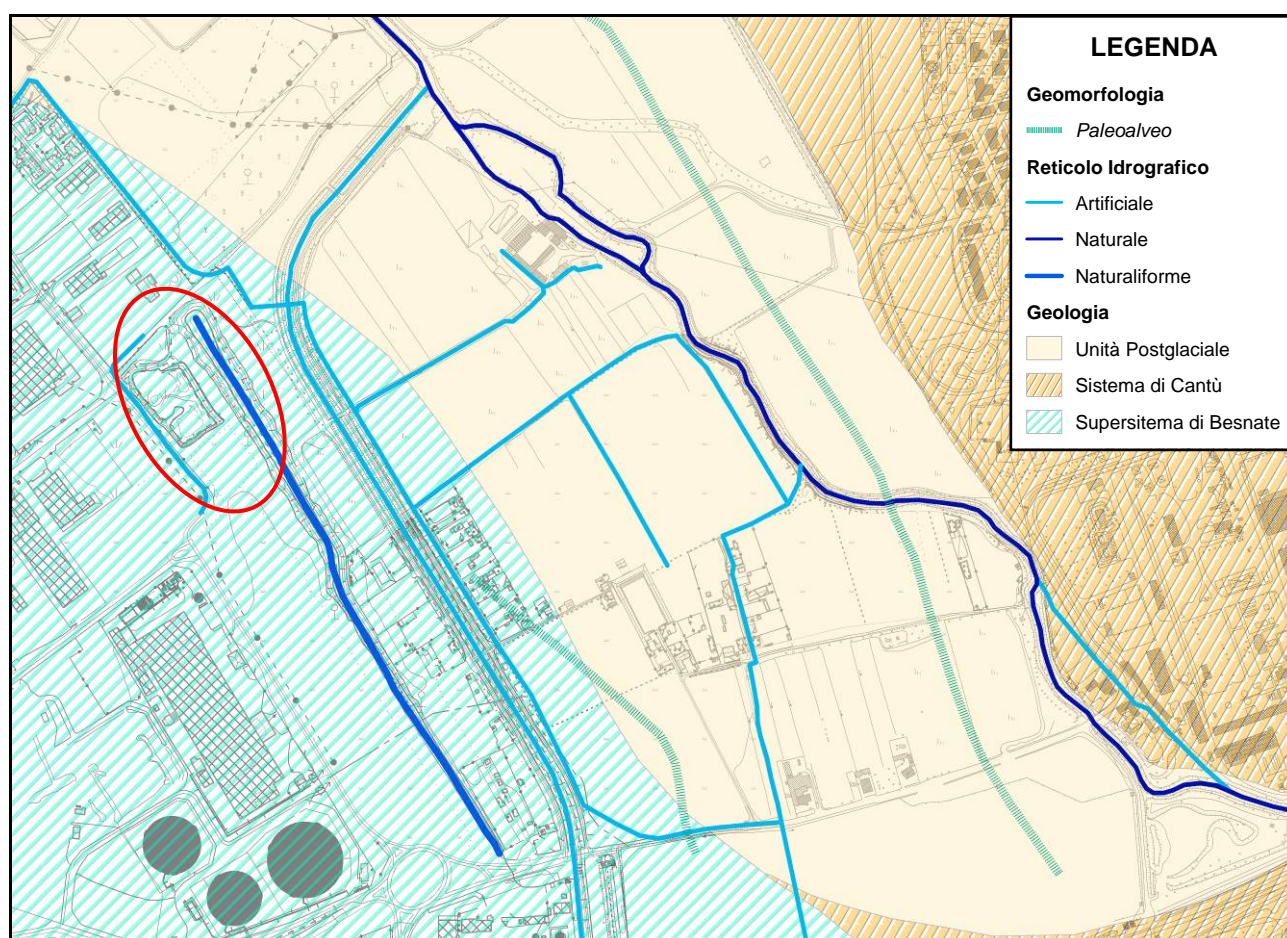 LEGENDA
Geomorfologia
Paleoalveo
Reticolo Idrografico
Artificiale
Naturale
Naturaliforme
Geologia
Unità Postglaciale
Sistema di Cantù
Supersitema di Besnate